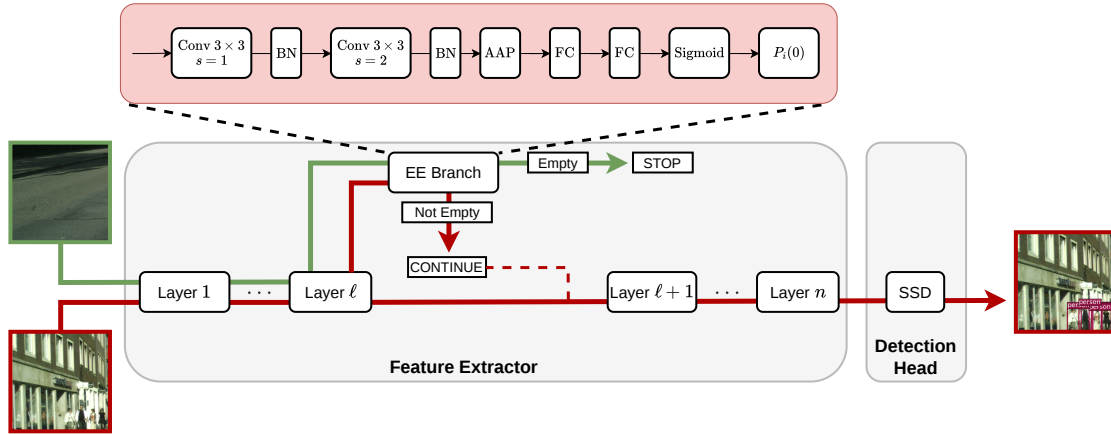 Conv 3 × 3
s = 1
BN
Conv 3 × 3
s = 2
BN
AAP
FC
FC
Sigmoid
P_i(0)
EE Branch
Empty
STOP
Not Empty
CONTINUE
Layer 1
···
Layer ℓ
Layer ℓ + 1
···
Layer n
SSD
person
person
Feature Extractor
Detection
Head